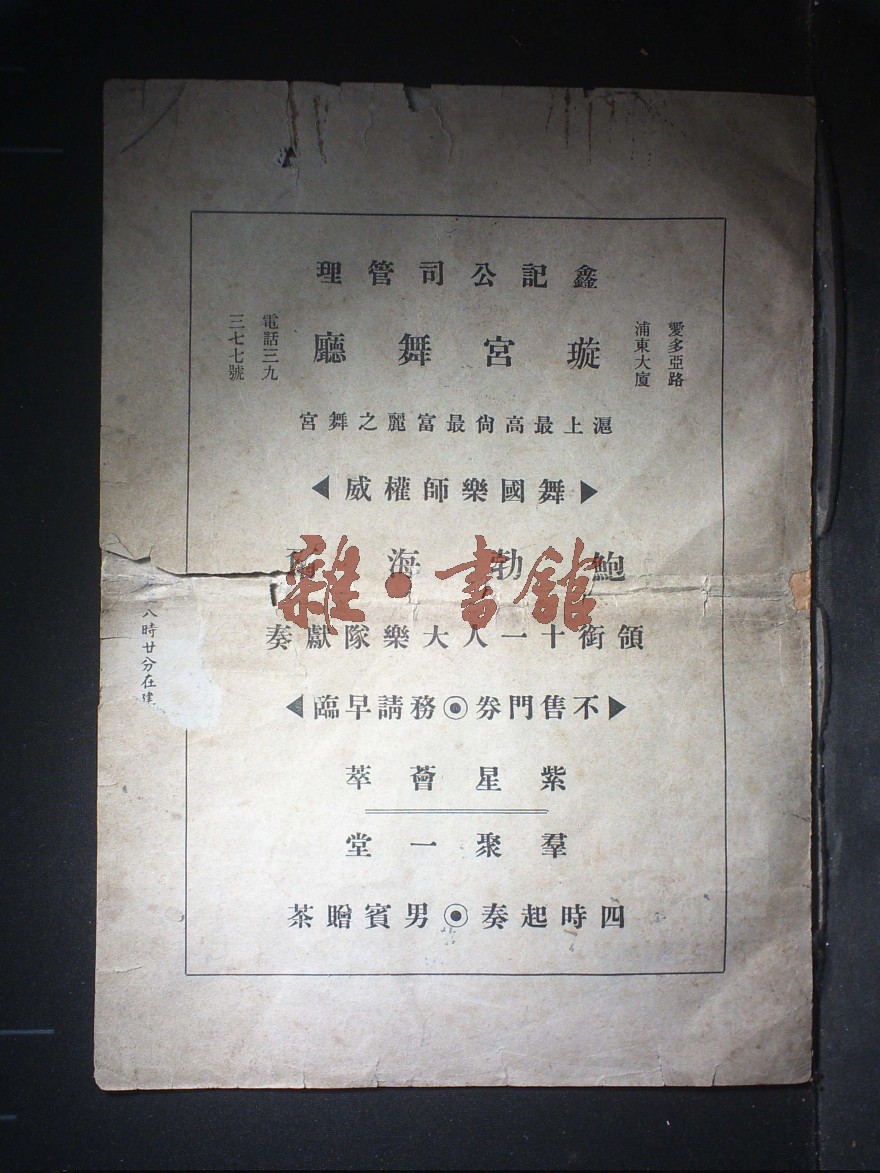 鑫記公司管理
愛多亞路
浦東大廈
璇宮舞廳
電話三九
三七七號
滬上最高尙最富麗之舞宮
舞國樂師權威
鮑勃海
領銜十一人大樂隊獻奏
不售門券⦿務請早臨
紫星薈萃
羣聚一堂
四時起奏⦿男賓贈茶
八時廿分在
雜·書館